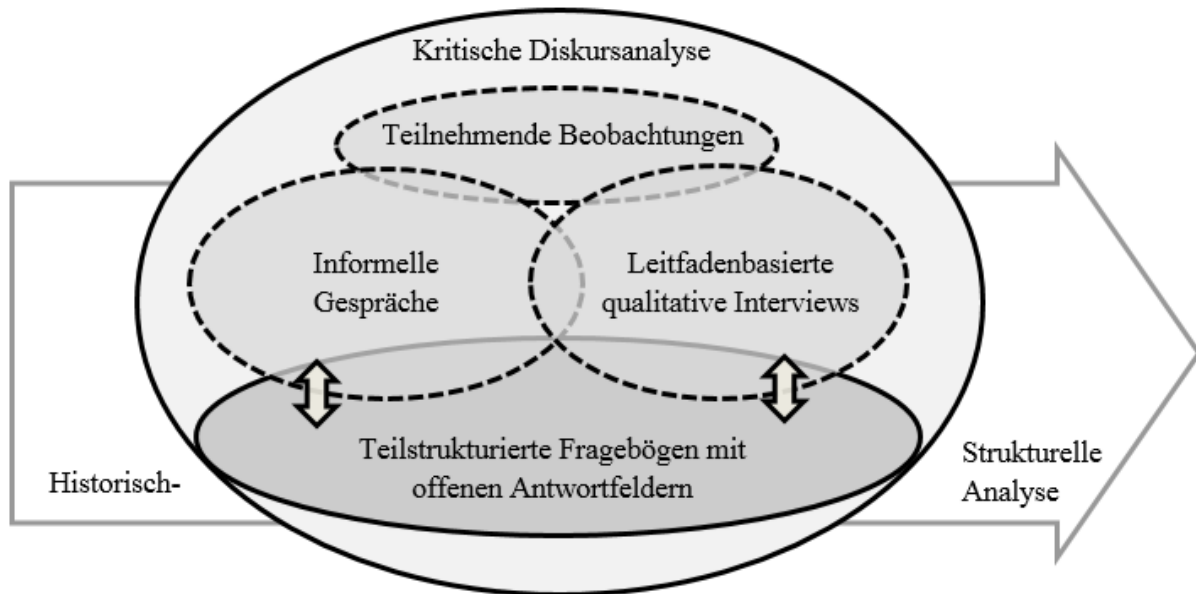 Kritische Diskursanalyse
Teilnehmende Beobachtungen
Informelle
Gespräche
Leitfadenbasierte
qualitative Interviews
Teilstrukturierte Fragebögen mit
offenen Antwortfeldern
Historisch-
Strukturelle
Analyse